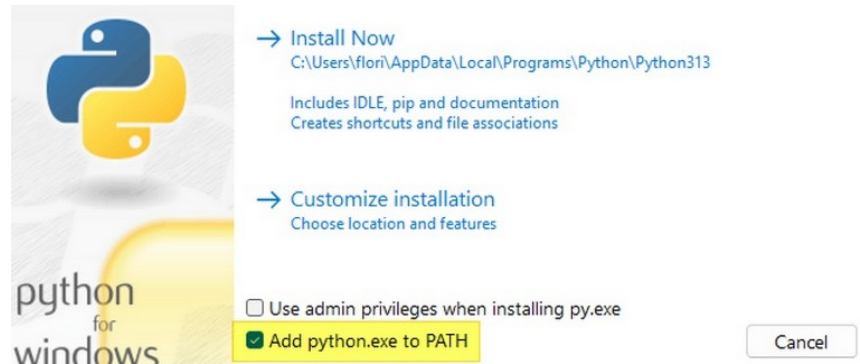 Install Now
C:\Users\flori\AppData\Local\Programs\Python\Python313
Includes IDLE, pip and documentation
Creates shortcuts and file associations
Customize installation
Choose location and features
Use admin privileges when installing py.exe
Add python.exe to PATH
Cancel
python
for
windows